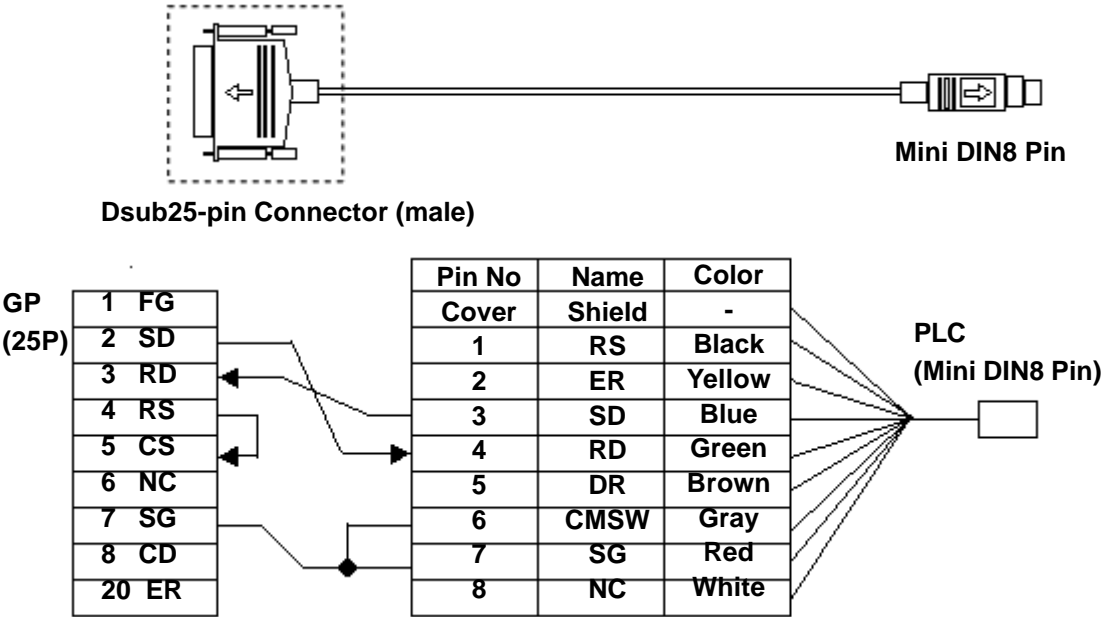 Mini DIN8 Pin
Dsub25-pin Connector (male)
GP
(25P)
1 FG
2 SD
3 RD
4 RS
5 CS
6 NC
7 SG
8 CD
20 ER
Pin No Name Color
Cover Shield -
1 RS Black
2 ER Yellow
3 SD Blue
4 RD Green
5 DR Brown
6 CMSW Gray
7 SG Red
8 NC White
PLC
(Mini DIN8 Pin)